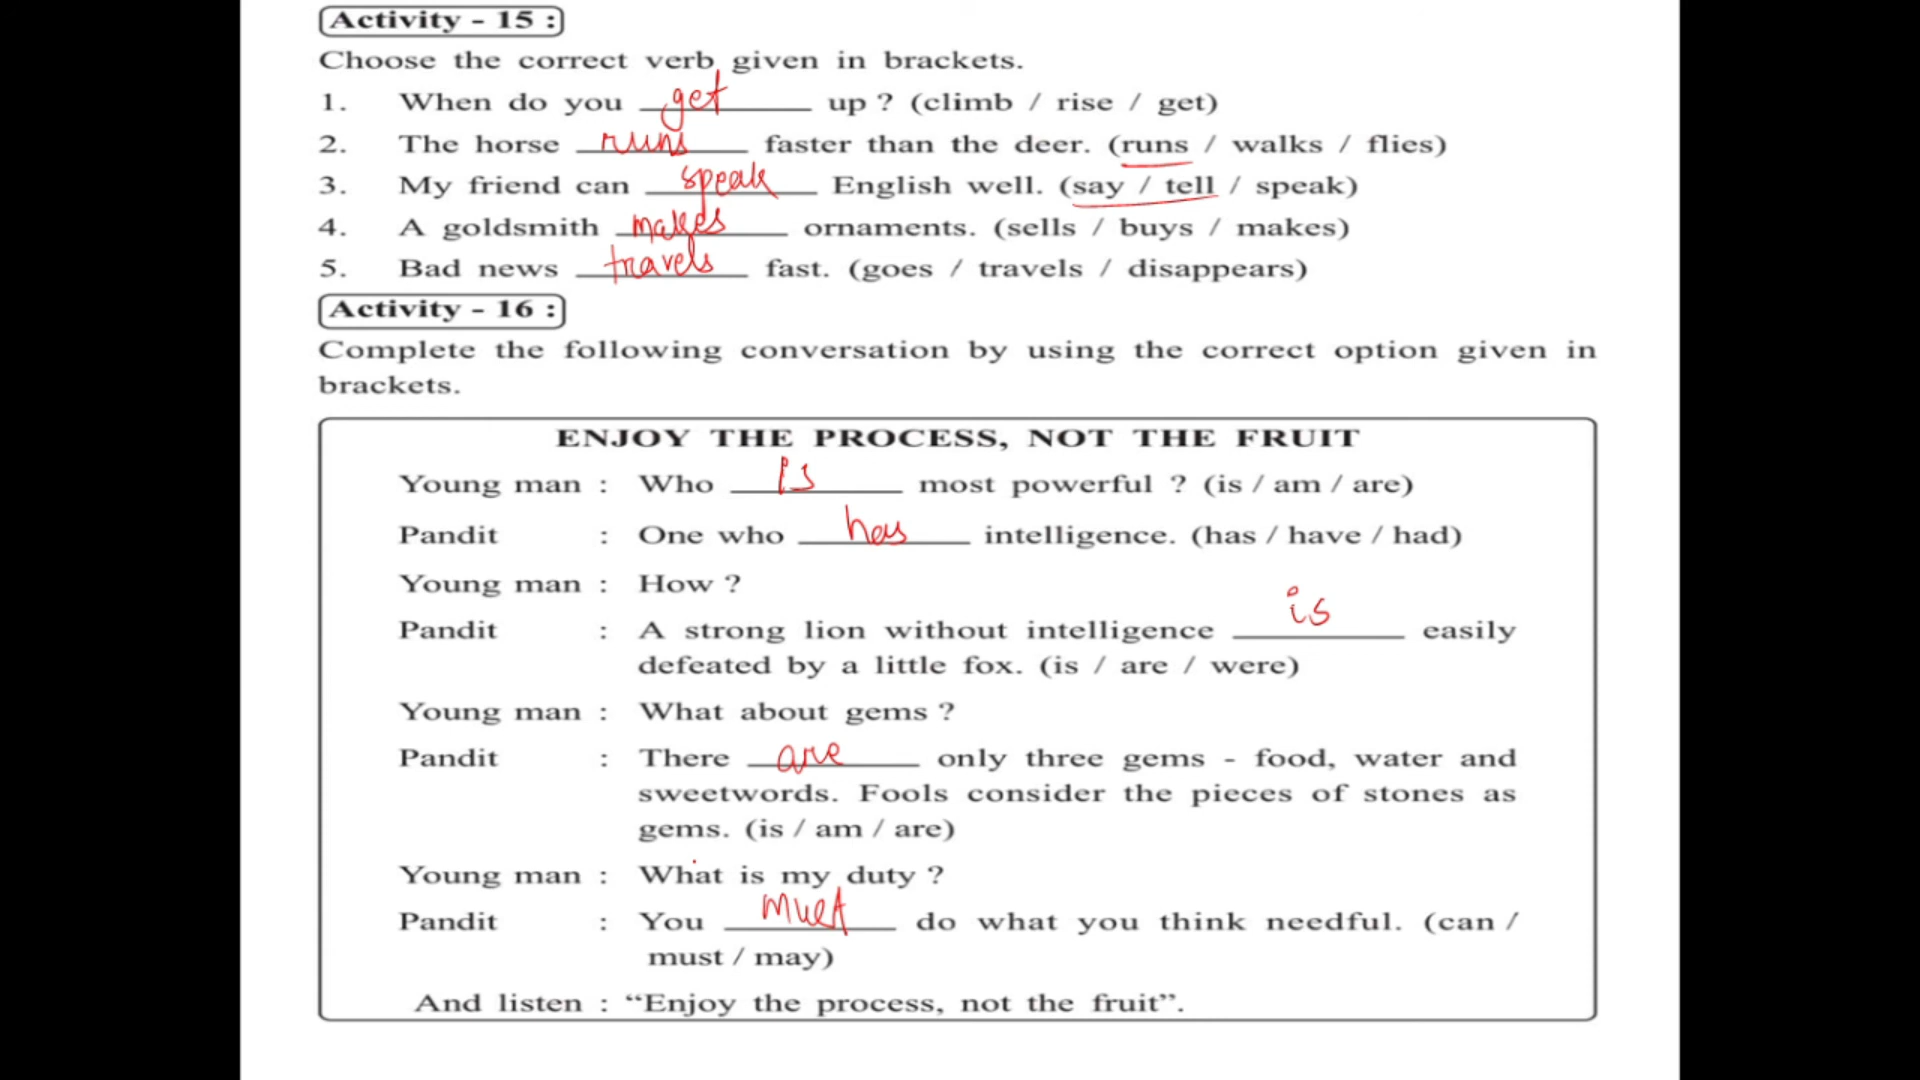 Activity - 15 :
Choose the correct verb given in brackets.
1. When do you get up ? (climb / rise / get)
2. The horse runs faster than the deer. (runs / walks / flies)
3. My friend can speak English well. (say / tell / speak)
4. A goldsmith makes ornaments. (sells / buys / makes)
5. Bad news travels fast. (goes / travels / disappears)
Activity - 16 :
Complete the following conversation by using the correct option given in
brackets.
ENJOY THE PROCESS, NOT THE FRUIT
Young man : Who is most powerful ? (is / am / are)
Pandit : One who has intelligence. (has / have / had)
Young man : How ?
Pandit : A strong lion without intelligence is easily
defeated by a little fox. (is / are / were)
Young man : What about gems ?
Pandit : There are only three gems - food, water and
sweetwords. Fools consider the pieces of stones as
gems. (is / am / are)
Young man : What is my duty ?
Pandit : You must do what you think needful. (can /
must / may)
And listen : “Enjoy the process, not the fruit”.